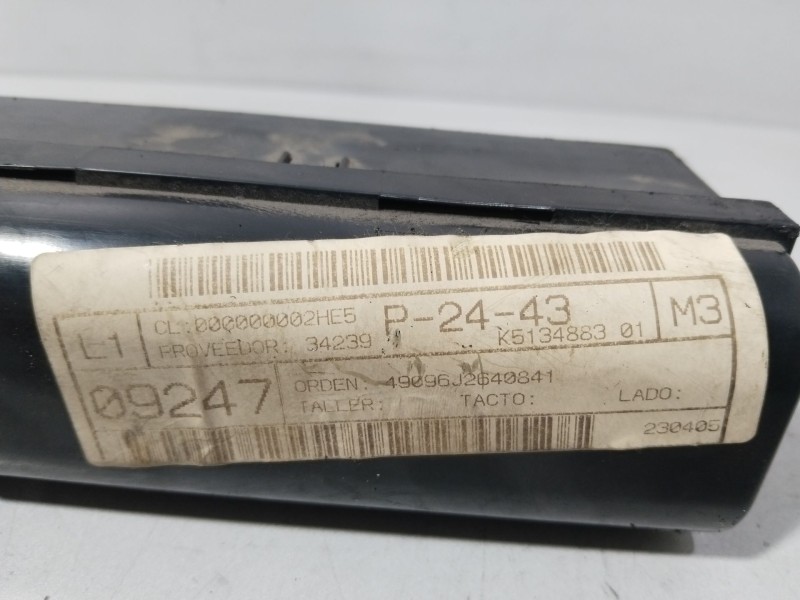 L1
CL:000000002HE5
P-24-43
M3
PROVEEDOR: 34239
K5134883 01
09247
ORDEN: 49096J2640841
TALLER: TACTO: LADO:
230405